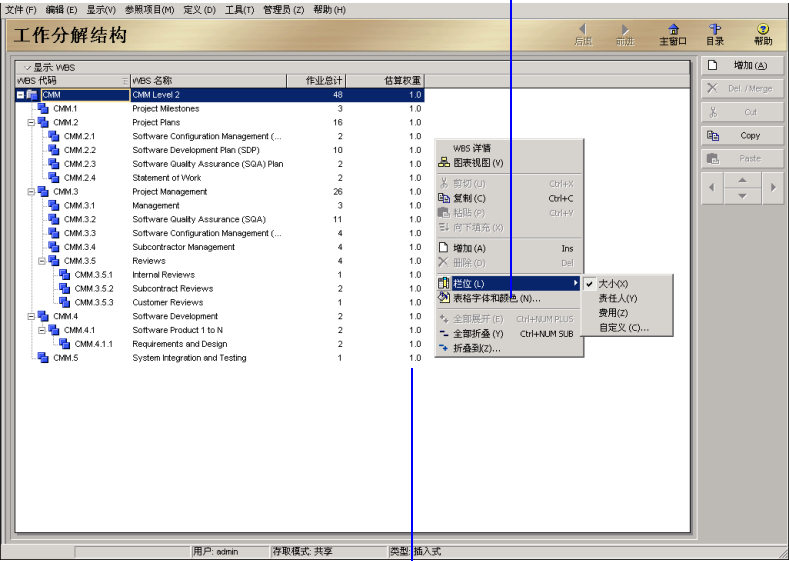 文件(F) 编辑(E) 显示(V) 参照项目(M) 定义(D) 工具(T) 管理员(Z) 帮助(H)
工作分解结构
后退 前进 主窗口 目录 帮助
显示: WBS
WBS 代码 WBS 名称 作业总计 估算权重
CMM CMM Level 2 48 1.0
CMM.1 Project Milestones 3 1.0
CMM.2 Project Plans 16 1.0
CMM.2.1 Software Configuration Management (... 2 1.0
CMM.2.2 Software Development Plan (SDP) 10 1.0
CMM.2.3 Software Quality Assurance (SQA) Plan 2 1.0
CMM.2.4 Statement of Work 2 1.0
CMM.3 Project Management 26 1.0
CMM.3.1 Management 3 1.0
CMM.3.2 Software Quality Assurance (SQA) 11 1.0
CMM.3.3 Software Configuration Management (... 4 1.0
CMM.3.4 Subcontractor Management 4 1.0
CMM.3.5 Reviews 4 1.0
CMM.3.5.1 Internal Reviews 1 1.0
CMM.3.5.2 Subcontract Reviews 2 1.0
CMM.3.5.3 Customer Reviews 1 1.0
CMM.4 Software Development 2 1.0
CMM.4.1 Software Product 1 to N 2 1.0
CMM.4.1.1 Requirements and Design 2 1.0
CMM.5 System Integration and Testing 1 1.0
WBS 详情
图表视图(V)
剪切(U) Ctrl+X
复制(C) Ctrl+C
粘贴(P) Ctrl+V
向下填充(X)
增加(A) Ins
删除(D) Del
栏位(L)
表格字体和颜色(N)...
全部展开(E) Ctrl+NUM PLUS
全部折叠(Y) Ctrl+NUM SUB
折叠到(Z)...
大小(X)
责任人(Y)
费用(Z)
自定义(C)...
增加(A)
Del. / Merge
Cut
Copy
Paste
用户: admin 存取模式: 共享 类型: 插入式